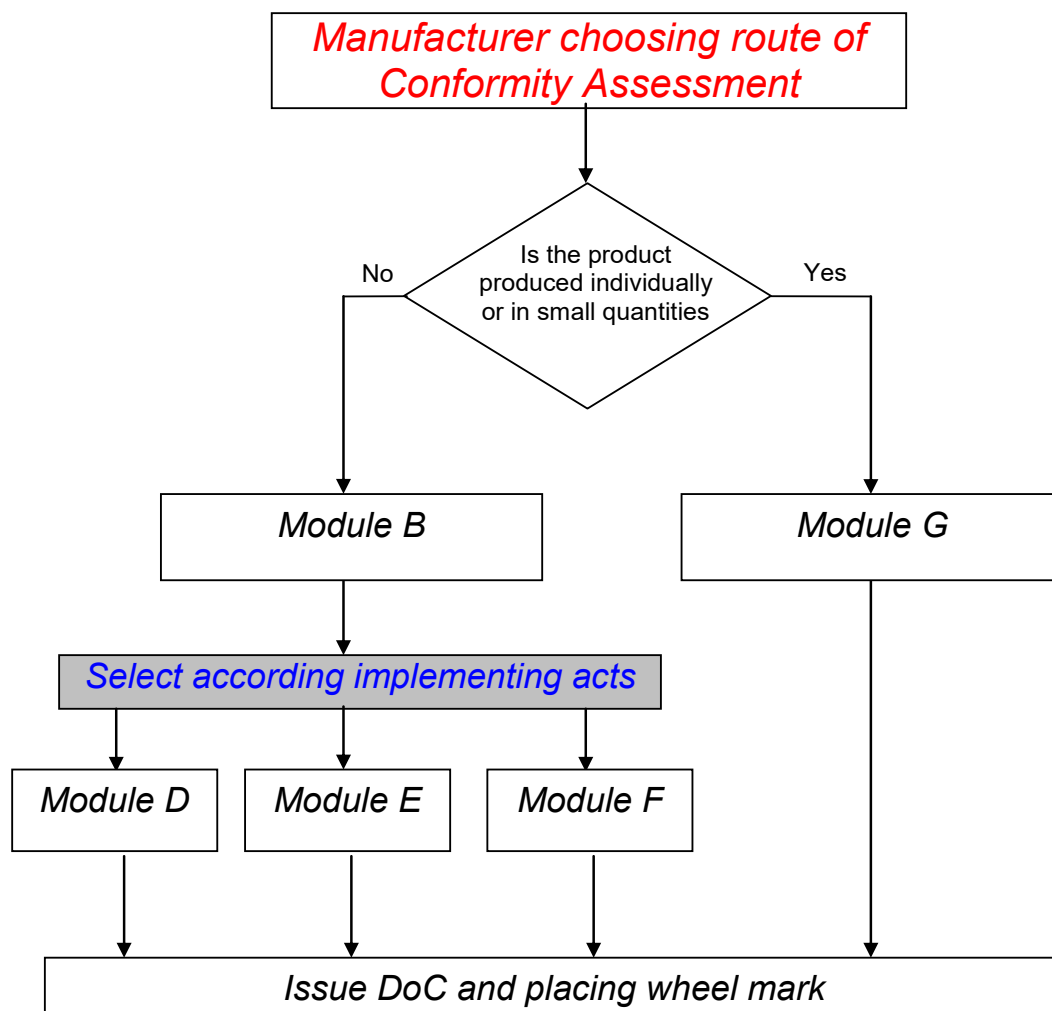 Manufacturer choosing route of
Conformity Assessment
Is the product
produced individually
or in small quantities
No
Yes
Module B
Module G
Select according implementing acts
Module D
Module E
Module F
Issue DoC and placing wheel mark